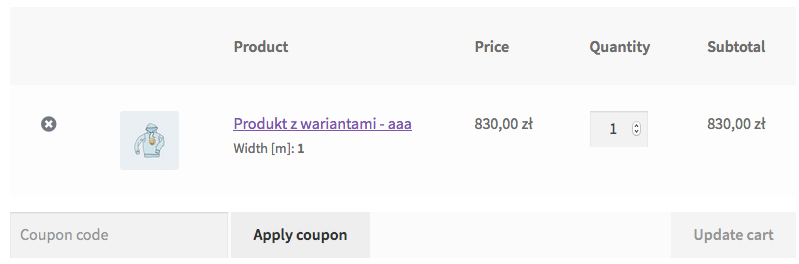 Product Price Quantity Subtotal
Produkt z wariantami - aaa 830,00 zł 1 830,00 zł
Width [m]: 1
Coupon code Apply coupon Update cart